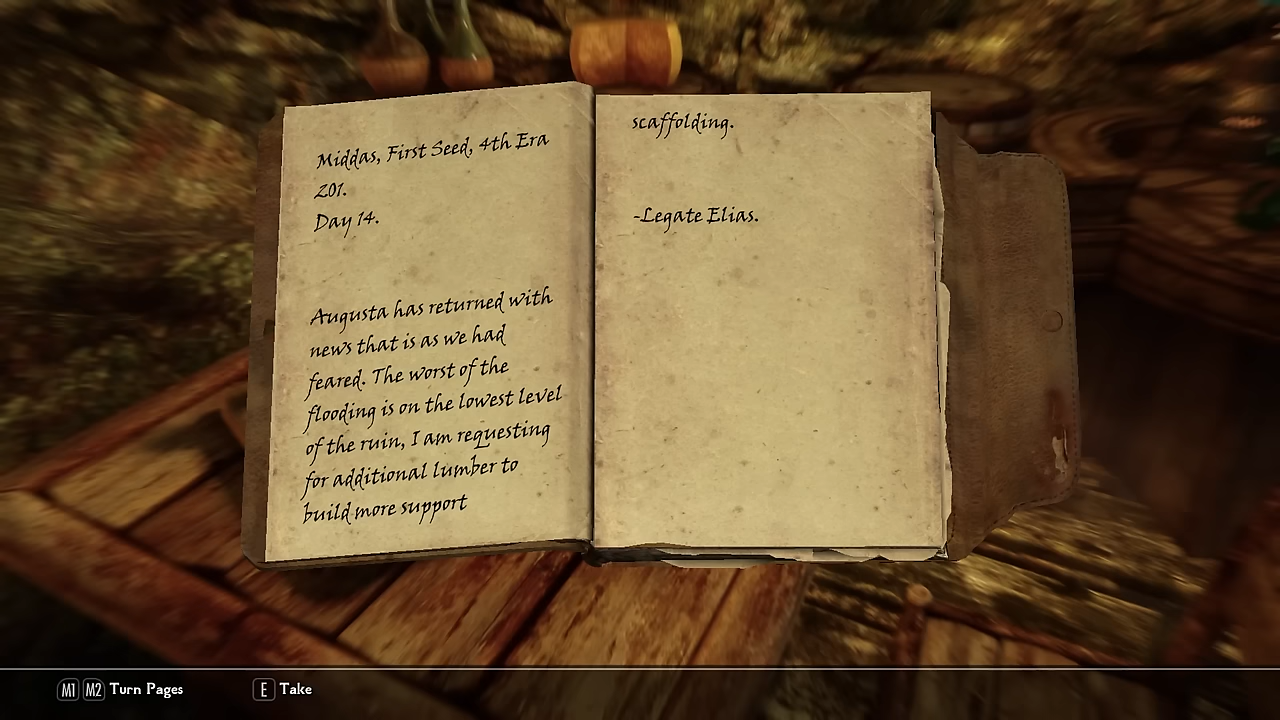 Middas, First Seed, 4th Era
201.
Day 14.
Augusta has returned with
news that is as we had
feared. The worst of the
flooding is on the lowest level
of the ruin, I am requesting
for additional lumber to
build more support
scaffolding.
-Legate Elias.
M1 M2 Turn Pages
E Take